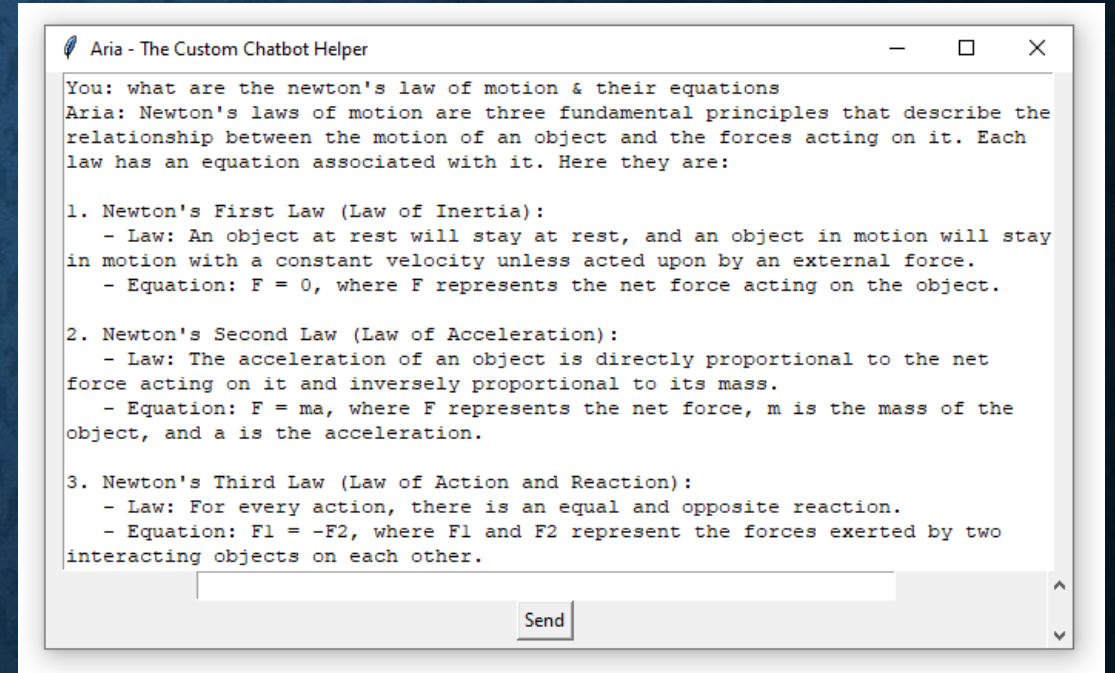 Aria - The Custom Chatbot Helper
You: what are the newton's law of motion & their equations
Aria: Newton's laws of motion are three fundamental principles that describe the
relationship between the motion of an object and the forces acting on it. Each
law has an equation associated with it. Here they are:
1. Newton's First Law (Law of Inertia):
- Law: An object at rest will stay at rest, and an object in motion will stay
in motion with a constant velocity unless acted upon by an external force.
- Equation: F = 0, where F represents the net force acting on the object.
2. Newton's Second Law (Law of Acceleration):
- Law: The acceleration of an object is directly proportional to the net
force acting on it and inversely proportional to its mass.
- Equation: F = ma, where F represents the net force, m is the mass of the
object, and a is the acceleration.
3. Newton's Third Law (Law of Action and Reaction):
- Law: For every action, there is an equal and opposite reaction.
- Equation: F1 = -F2, where F1 and F2 represent the forces exerted by two
interacting objects on each other.
Send